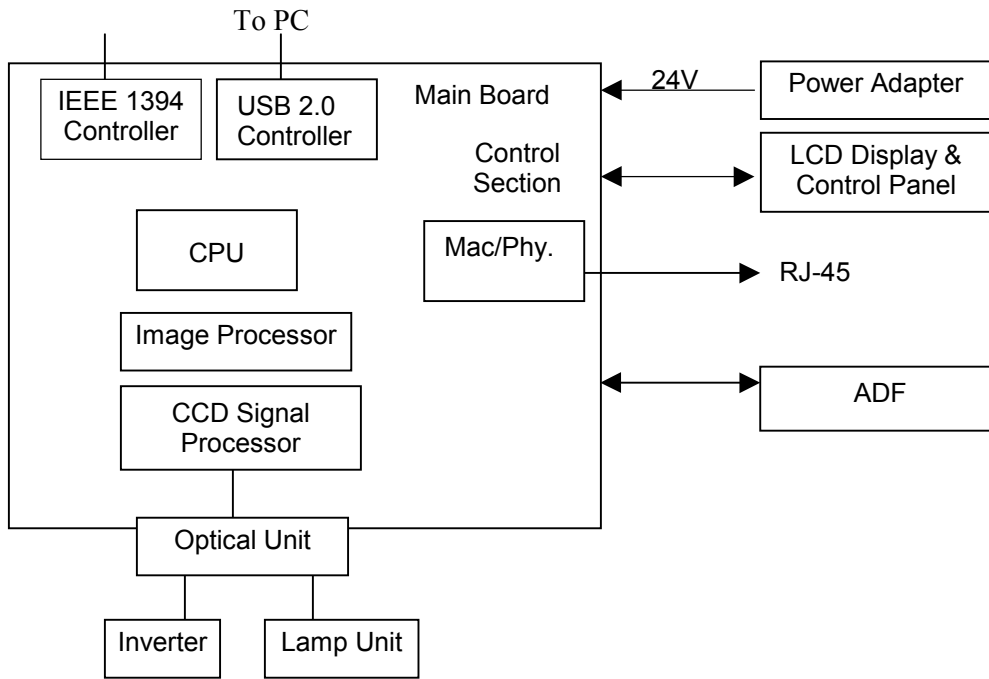 To PC
IEEE 1394
Controller
USB 2.0
Controller
Main Board
24V
Power Adapter
Control
Section
LCD Display &
Control Panel
CPU
Mac/Phy.
RJ-45
Image Processor
CCD Signal
Processor
ADF
Optical Unit
Inverter
Lamp Unit